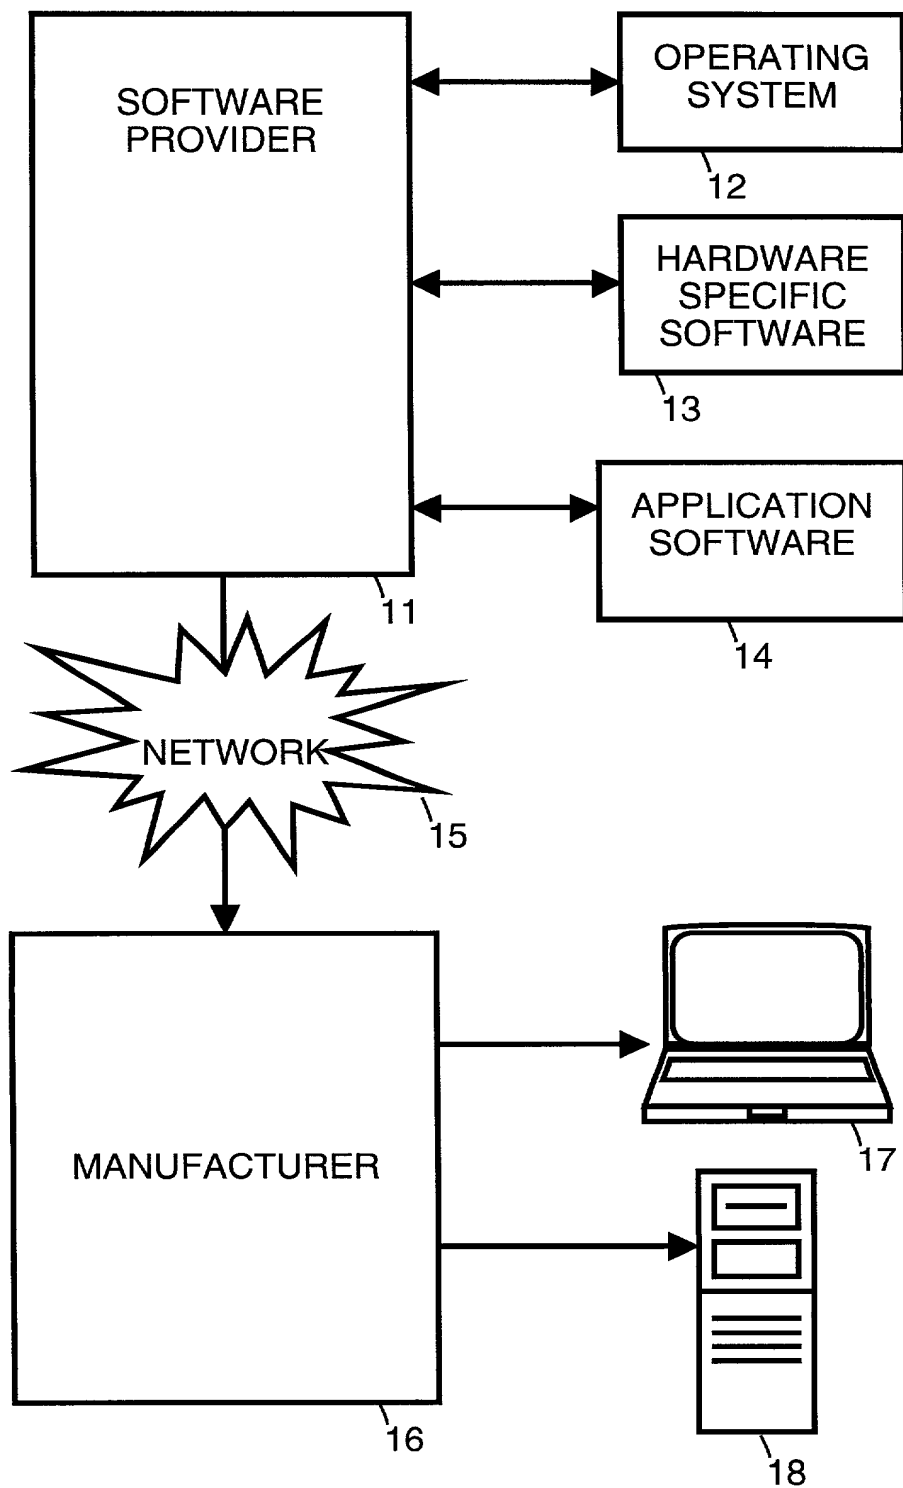 SOFTWARE
PROVIDER
OPERATING
SYSTEM
12
HARDWARE
SPECIFIC
SOFTWARE
13
APPLICATION
SOFTWARE
14
11
NETWORK
15
MANUFACTURER
16
17
18